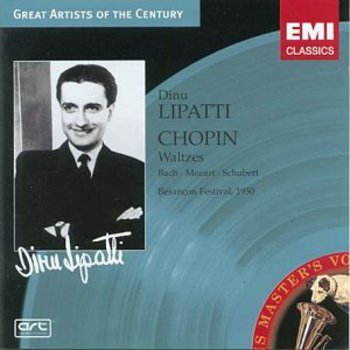 GREAT ARTISTS OF THE CENTURY
EMI
CLASSICS
Dinu
LIPATTI
CHOPIN
Waltzes
Bach · Mozart · Schubert
Besançon Festival, 1950
Dinu Lipatti
art
IS MASTER'S VO